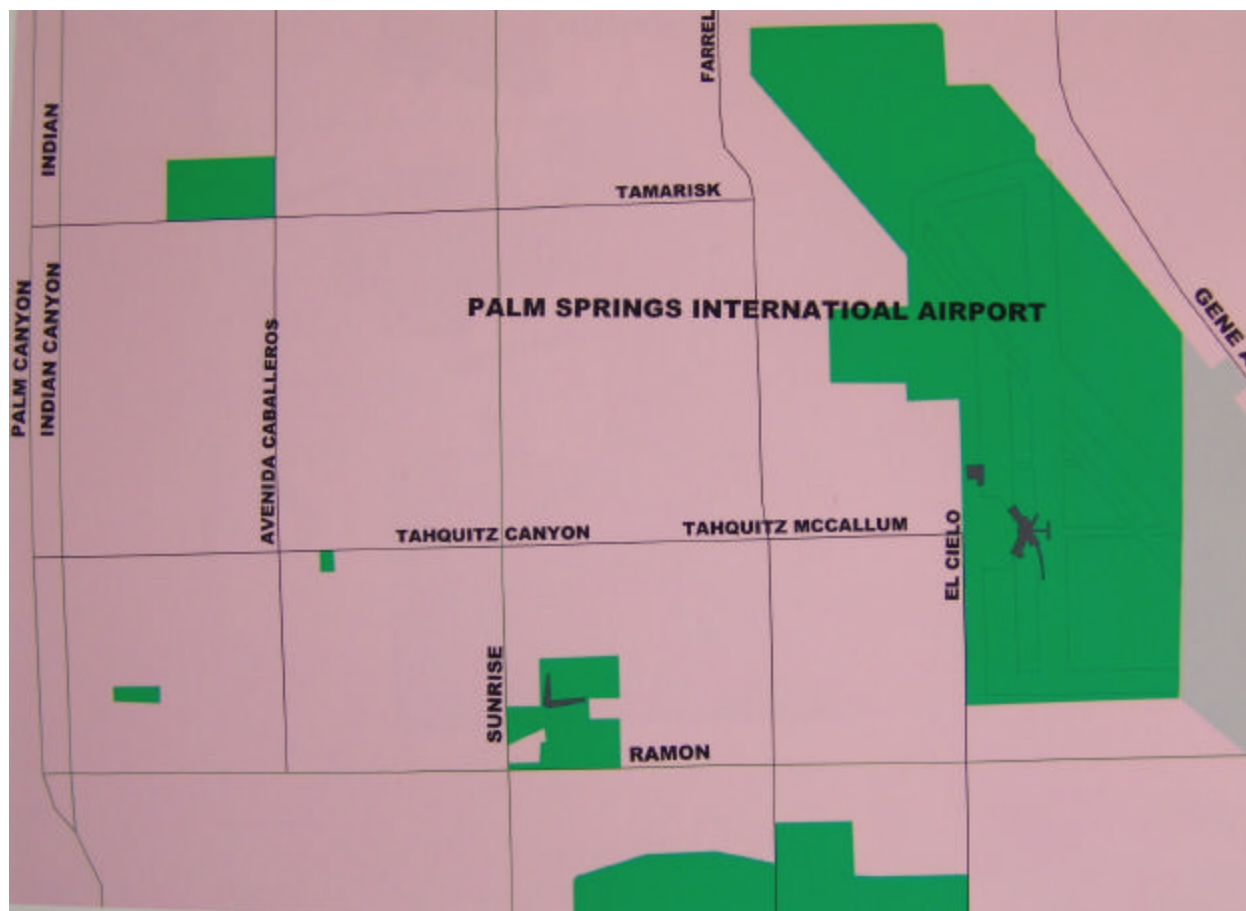 FARREL
INDIAN
TAMARISK
PALM CANYON
INDIAN CANYON
AVENIDA CABALLEROS
PALM SPRINGS INTERNATIOAL AIRPORT
GENE A
TAHQUITZ CANYON
TAHQUITZ MCCALLUM
EL CIELO
SUNRISE
RAMON